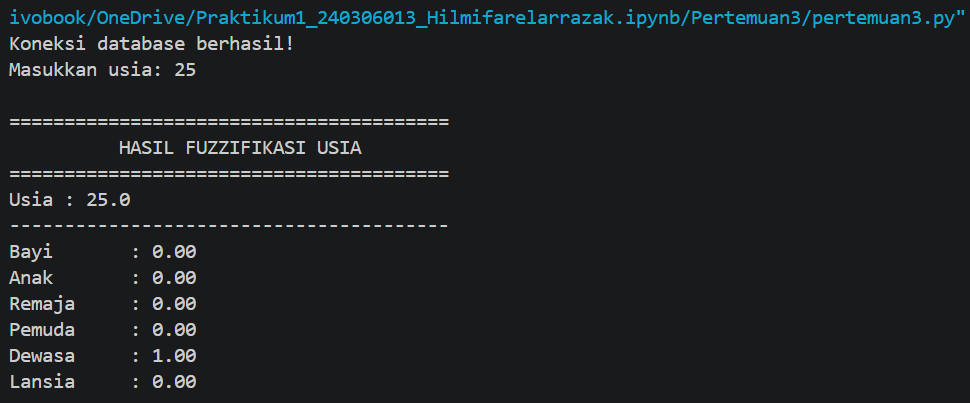 ivobook/OneDrive/Praktikum1_240306013_Hilmifarelarrazak.ipynb/Pertemuan3/pertemuan3.py"
Koneksi database berhasil!
Masukkan usia: 25
========================================
HASIL FUZZIFIKASI USIA
========================================
Usia : 25.0
----------------------------------------
Bayi : 0.00
Anak : 0.00
Remaja : 0.00
Pemuda : 0.00
Dewasa : 1.00
Lansia : 0.00